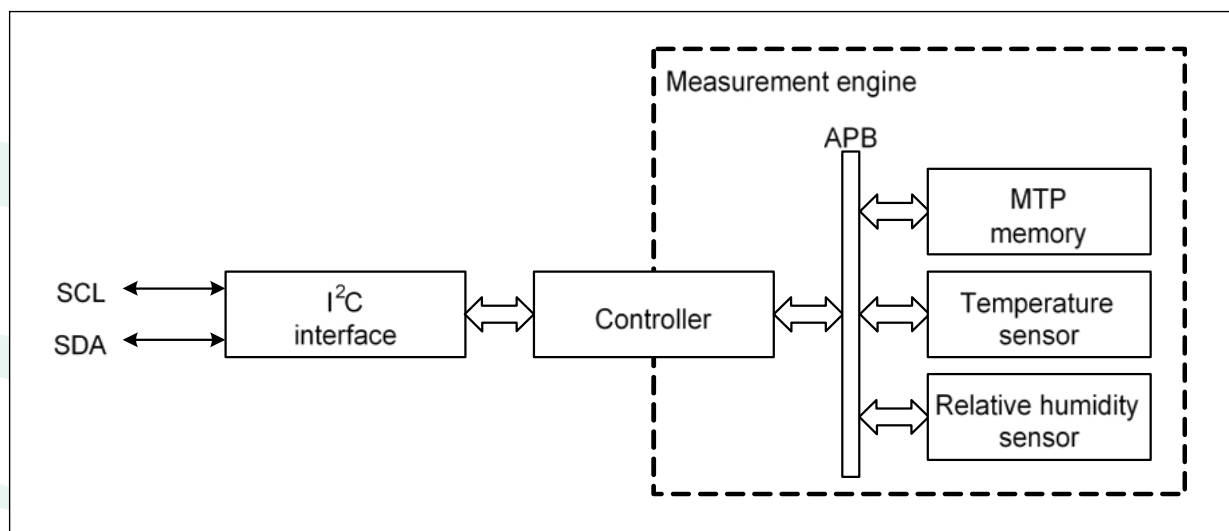 Measurement engine
APB
MTP
memory
SCL
SDA
I²C
interface
Controller
Temperature
sensor
Relative humidity
sensor